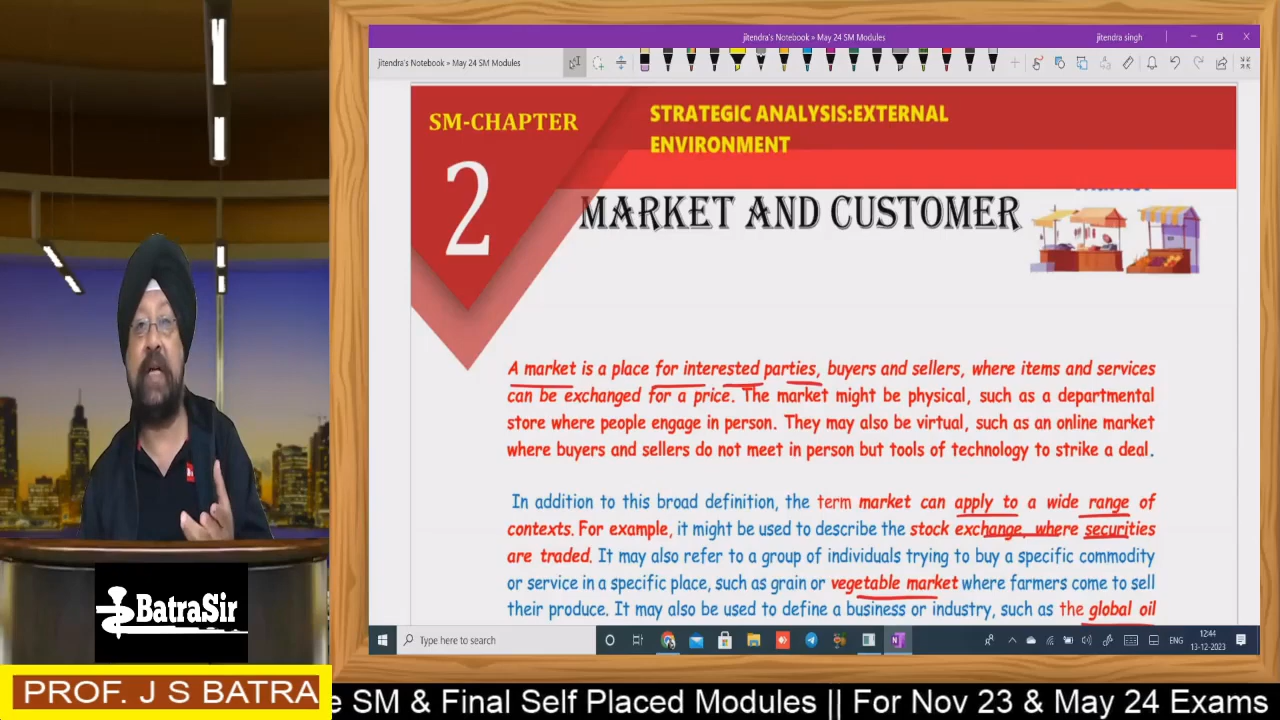 jitendra's Notebook » May 24 SM Modules
jitendra singh
jitendra's Notebook » May 24 SM Modules
SM-CHAPTER
2
STRATEGIC ANALYSIS:EXTERNAL
ENVIRONMENT
MARKET AND CUSTOMER
A market is a place for interested parties, buyers and sellers, where items and services
can be exchanged for a price. The market might be physical, such as a departmental
store where people engage in person. They may also be virtual, such as an online market
where buyers and sellers do not meet in person but tools of technology to strike a deal.
In addition to this broad definition, the term market can apply to a wide range of
contexts. For example, it might be used to describe the stock exchange, where securities
are traded. It may also refer to a group of individuals trying to buy a specific commodity
or service in a specific place, such as grain or vegetable market where farmers come to sell
their produce. It may also be used to define a business or industry, such as the global oil
Type here to search
ENG
12:44
13-12-2023
BatraSir
PROF. J S BATRA
e SM & Final Self Placed Modules || For Nov 23 & May 24 Exams